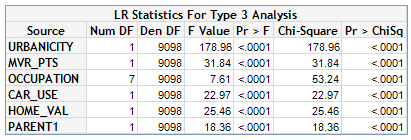 LR Statistics For Type 3 Analysis
Source Num DF Den DF F Value Pr > F Chi-Square Pr > ChiSq
URBANICITY 1 9098 178.96 <.0001 178.96 <.0001
MVR_PTS 1 9098 31.84 <.0001 31.84 <.0001
OCCUPATION 7 9098 7.61 <.0001 53.24 <.0001
CAR_USE 1 9098 22.97 <.0001 22.97 <.0001
HOME_VAL 1 9098 25.46 <.0001 25.46 <.0001
PARENT1 1 9098 18.36 <.0001 18.36 <.0001